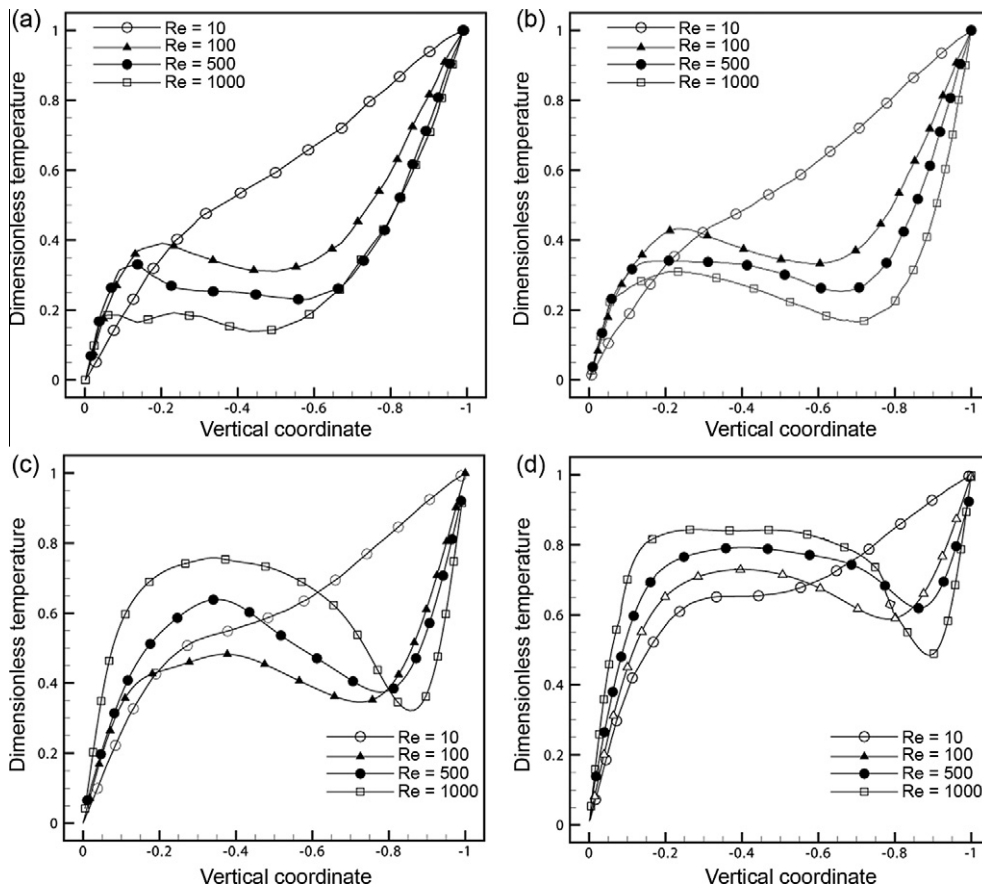 (a)
Re = 10
Re = 100
Re = 500
Re = 1000
Dimensionless temperature
1
0.8
0.6
0.4
0.2
0
0 -0.2 -0.4 -0.6 -0.8 -1
Vertical coordinate
(b)
Re = 10
Re = 100
Re = 500
Re = 1000
Dimensionless temperature
1
0.8
0.6
0.4
0.2
0
0 -0.2 -0.4 -0.6 -0.8 -1
Vertical coordinate
(c)
Dimensionless temperature
1
0.8
0.6
0.4
0.2
0
Re = 10
Re = 100
Re = 500
Re = 1000
0 -0.2 -0.4 -0.6 -0.8 -1
Vertical coordinate
(d)
Dimensionless temperature
1
0.8
0.6
0.4
0.2
0
Re = 10
Re = 100
Re = 500
Re = 1000
0 -0.2 -0.4 -0.6 -0.8 -1
Vertical coordinate